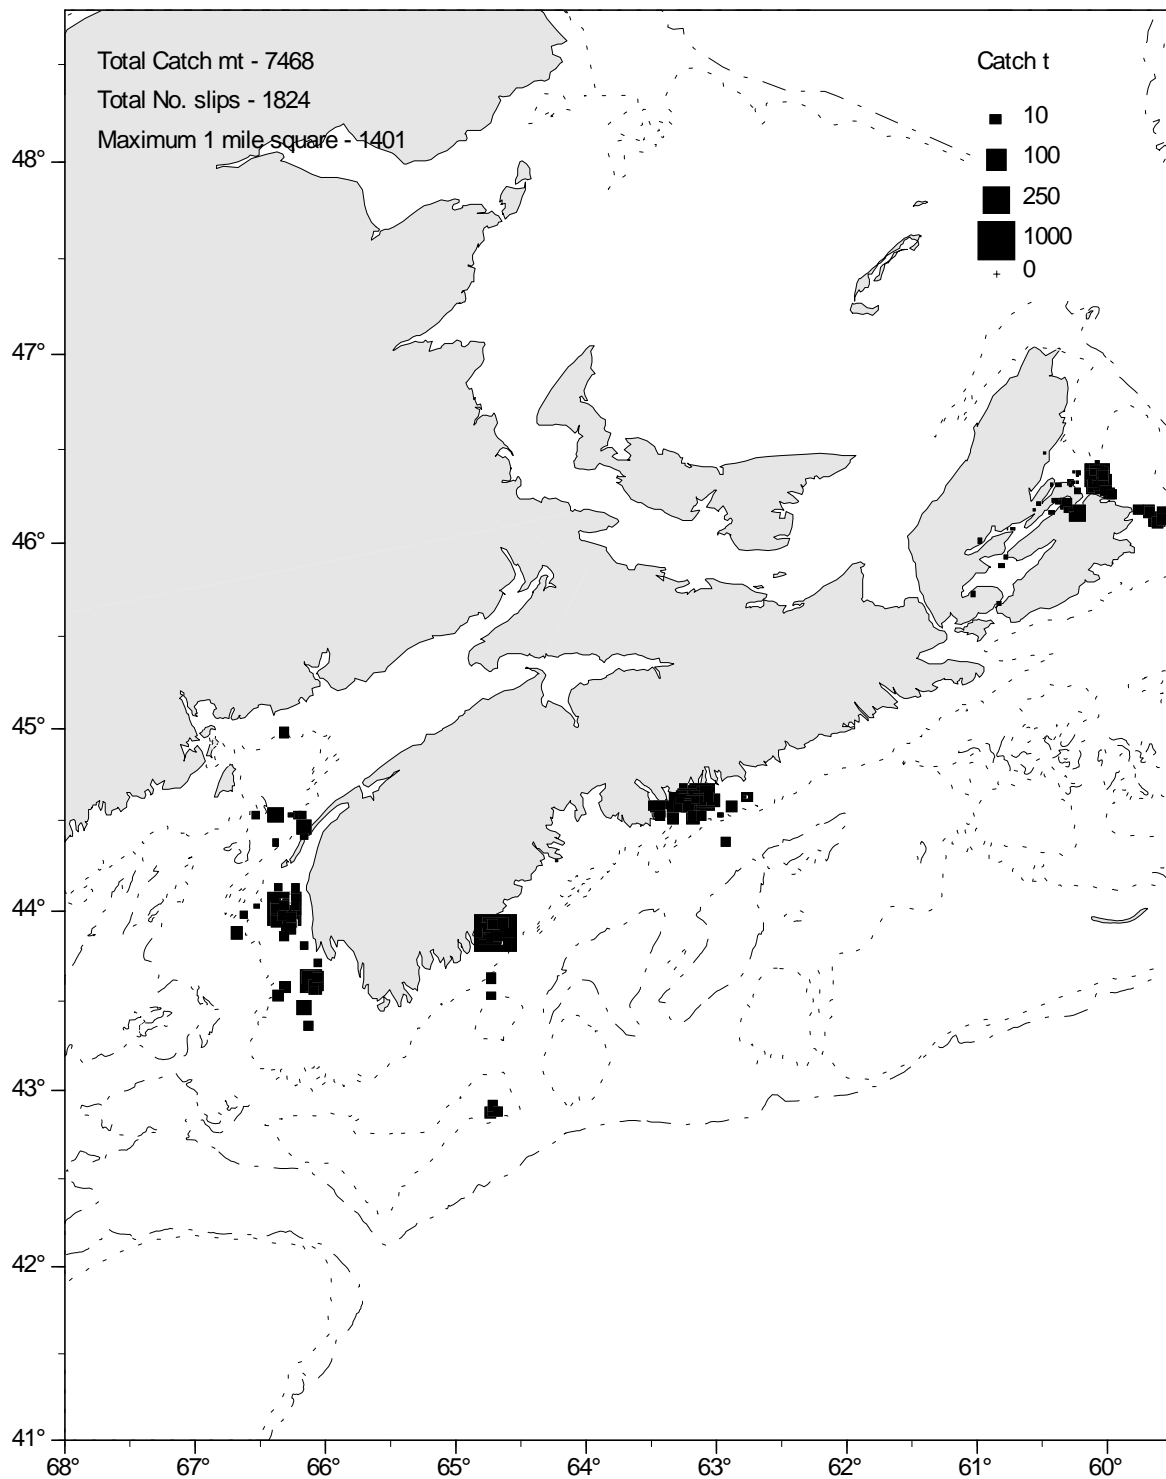 Total Catch mt - 7468
Total No. slips - 1824
Maximum 1 mile square - 1401
Catch t
10
100
250
1000
0
48°
47°
46°
45°
44°
43°
42°
41°
68° 67° 66° 65° 64° 63° 62° 61° 60°